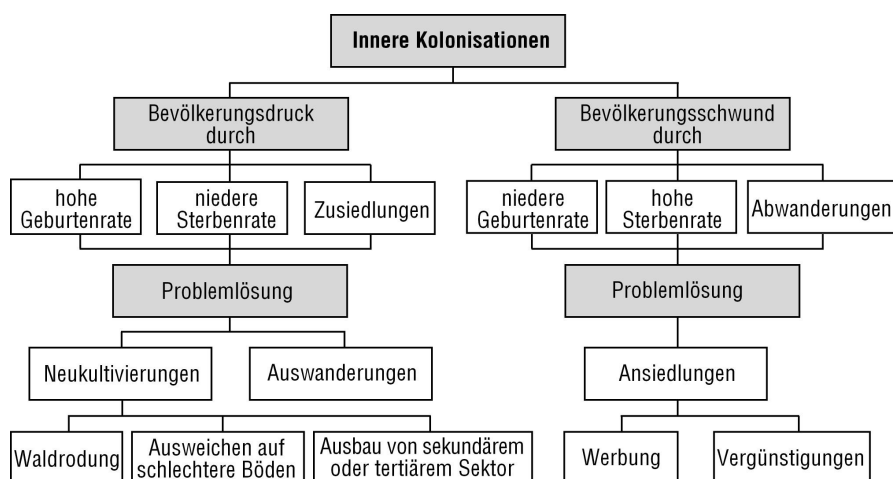 Innere Kolonisationen
Bevölkerungsdruck
durch
Bevölkerungsschwund
durch
hohe
Geburtenrate
niedere
Sterbenrate
Zusiedlungen
niedere
Geburtenrate
hohe
Sterbenrate
Abwanderungen
Problemlösung
Problemlösung
Neukultivierungen
Auswanderungen
Ansiedlungen
Waldrodung
Ausweichen auf
schlechtere Böden
Ausbau von sekundärem
oder tertiärem Sektor
Werbung
Vergünstigungen